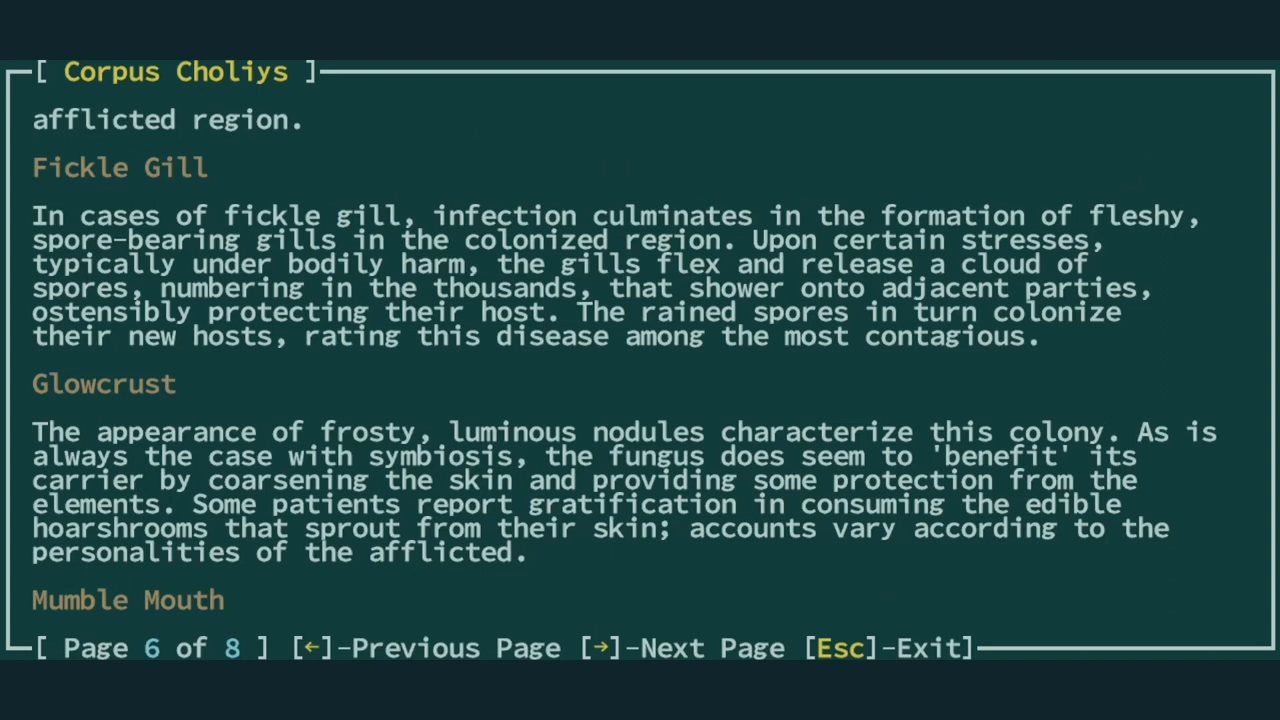 [ Corpus Choliys ]
afflicted region.
Fickle Gill
In cases of fickle gill, infection culminates in the formation of fleshy,
spore-bearing gills in the colonized region. Upon certain stresses,
typically under bodily harm, the gills flex and release a cloud of
spores, numbering in the thousands, that shower onto adjacent parties,
ostensibly protecting their host. The rained spores in turn colonize
their new hosts, rating this disease among the most contagious.
Glowcrust
The appearance of frosty, luminous nodules characterize this colony. As is
always the case with symbiosis, the fungus does seem to 'benefit' its
carrier by coarsening the skin and providing some protection from the
elements. Some patients report gratification in consuming the edible
hoarshrooms that sprout from their skin; accounts vary according to the
personalities of the afflicted.
Mumble Mouth
[ Page 6 of 8 ] [←]-Previous Page [→]-Next Page [Esc]-Exit]